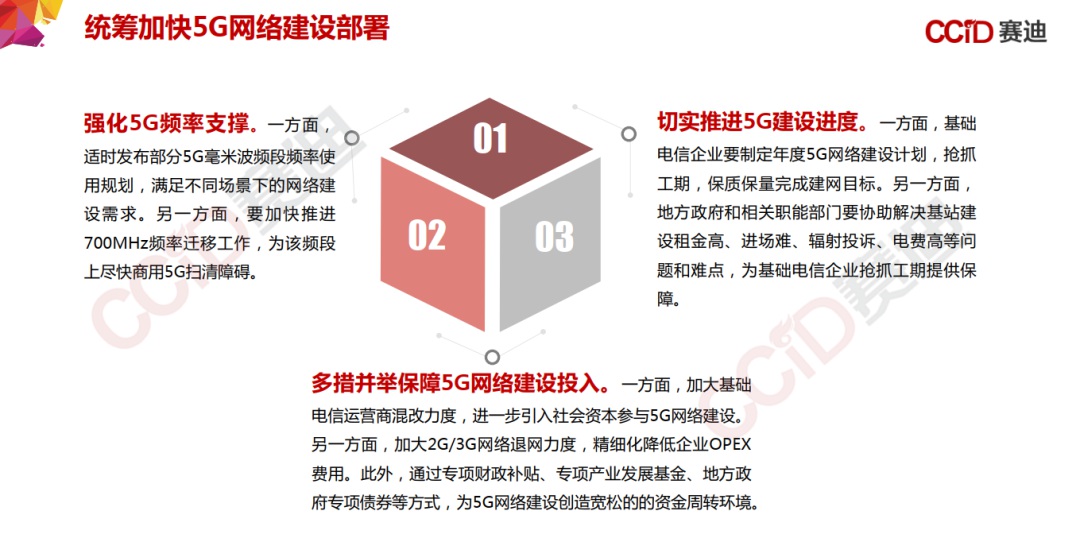 统筹加快5G网络建设部署
CCiD 赛迪
强化5G频率支撑。一方面，
适时发布部分5G毫米波频段频率使
用规划，满足不同场景下的网络建
设需求。另一方面，要加快推进
700MHz频率迁移工作，为该频段
上尽快商用5G扫清障碍。
01
02
03
切实推进5G建设进度。一方面，基础
电信企业要制定年度5G网络建设计划，抢抓
工期，保质保量完成建网目标。另一方面，
地方政府和相关职能部门要协助解决基站建
设租金高、进场难、辐射投诉、电费高等问
题和难点，为基础电信企业抢抓工期提供保
障。
多措并举保障5G网络建设投入。一方面，加大基础
电信运营商混改力度，进一步引入社会资本参与5G网络建设。
另一方面，加大2G/3G网络退网力度，精细化降低企业OPEX
费用。此外，通过专项财政补贴、专项产业发展基金、地方政
府专项债券等方式，为5G网络建设创造宽松的的资金周转环境。
CCiD赛迪
CCiD赛迪